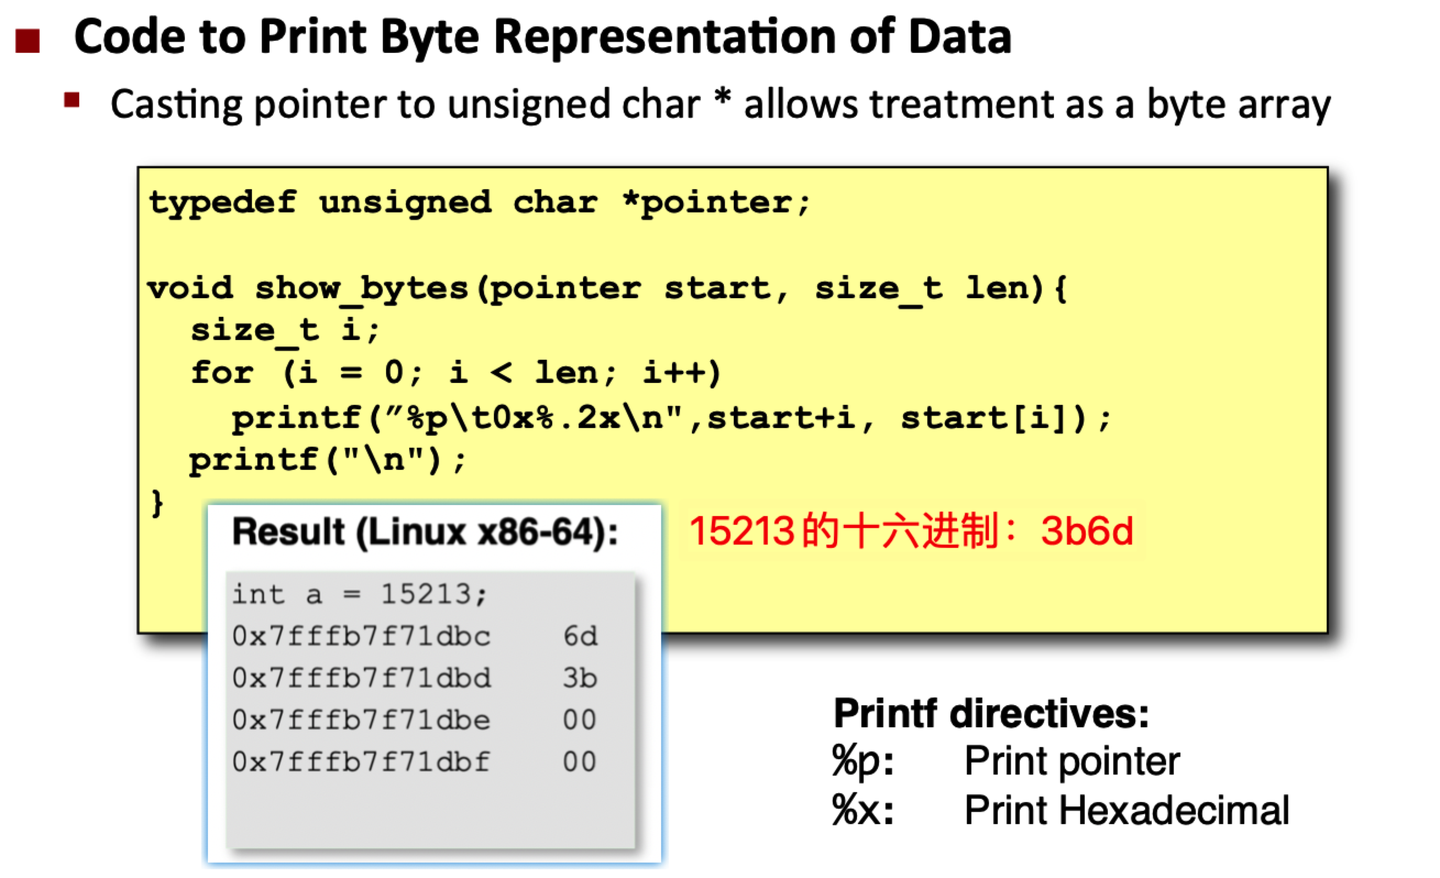 Code to Print Byte Representation of Data
Casting pointer to unsigned char * allows treatment as a byte array
typedef unsigned char *pointer;
void show_bytes(pointer start, size_t len){
size_t i;
for (i = 0; i < len; i++)
printf(”%p\t0x%.2x\n",start+i, start[i]);
printf("\n");
}
Result (Linux x86-64):
15213的十六进制：3b6d
int a = 15213;
0x7fffb7f71dbc 6d
0x7fffb7f71dbd 3b
0x7fffb7f71dbe 00
0x7fffb7f71dbf 00
Printf directives:
%p: Print pointer
%x: Print Hexadecimal